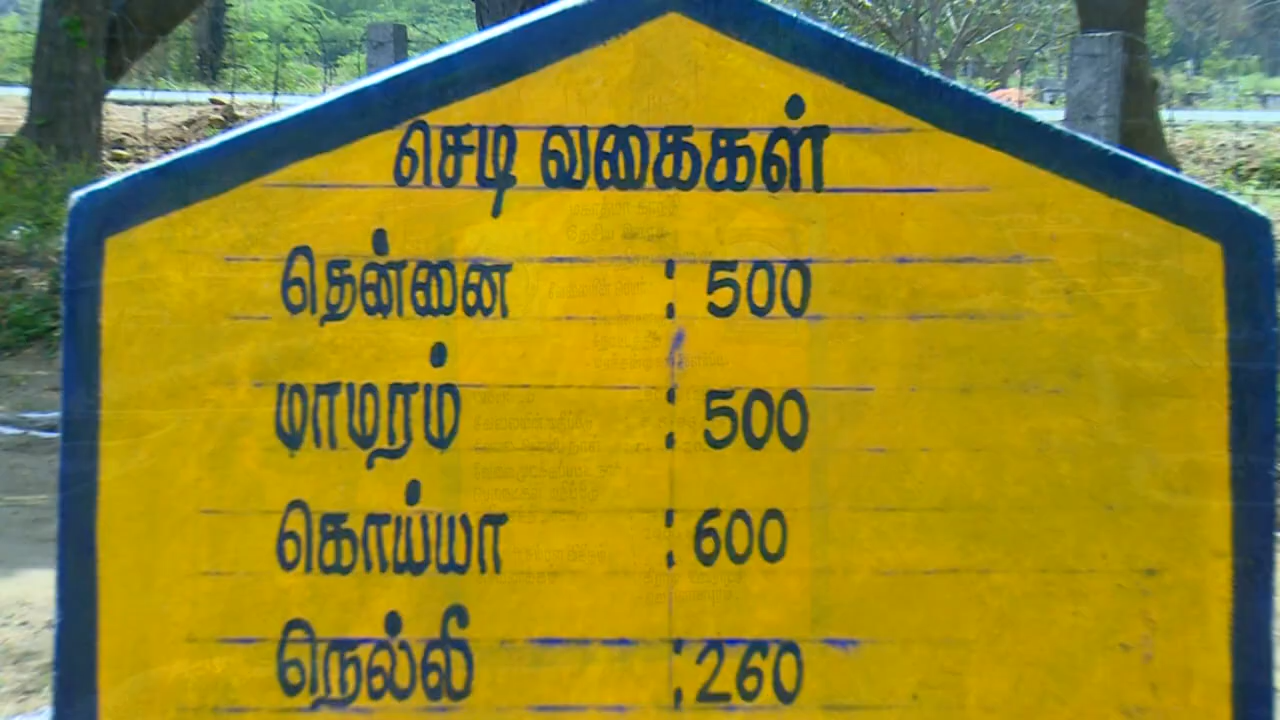 செடி வகைகள்
தென்னை : 500
மாமரம் : 500
கொய்யா : 600
நெல்லி : 260